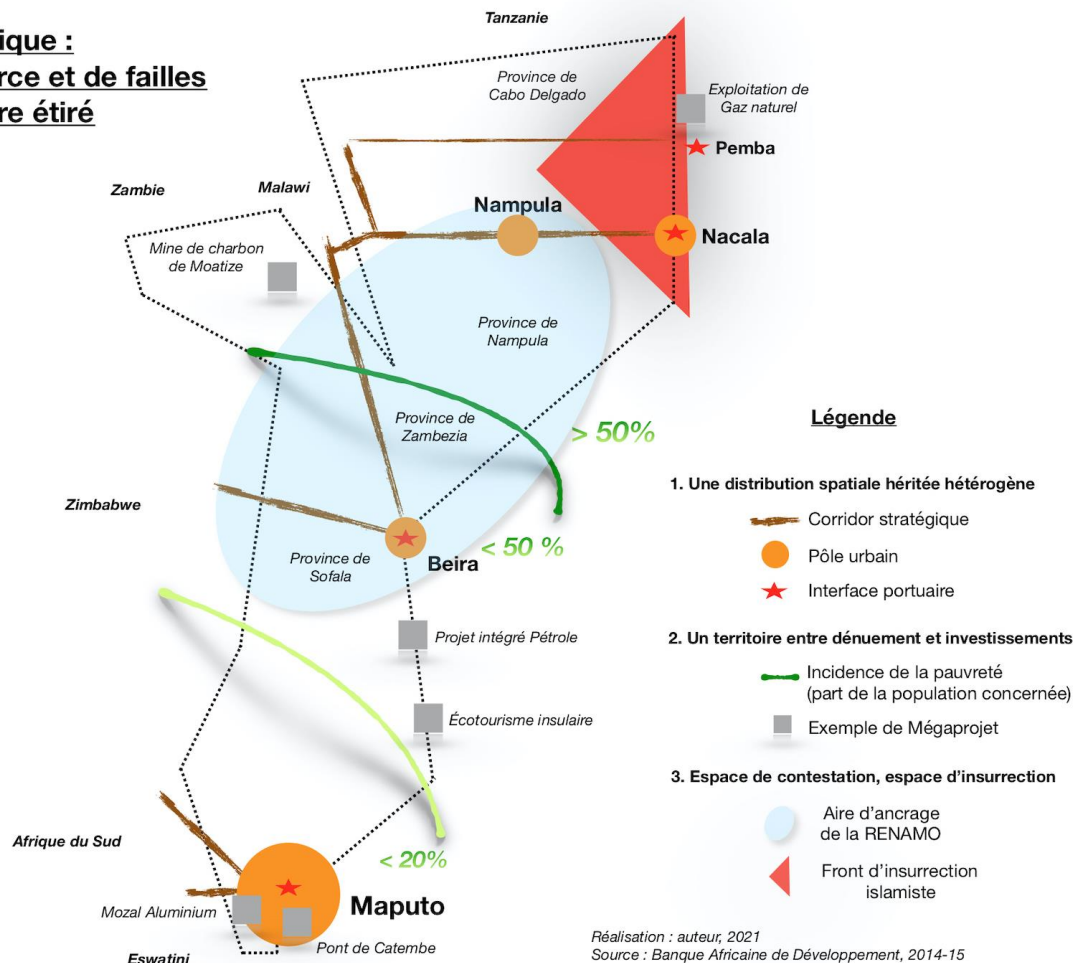 ique :
rce et de failles
re étiré
Tanzanie
Province de
Cabo Delgado
Exploitation de
Gaz naturel
Pemba
Zambie
Malawi
Nampula
Nacala
Mine de charbon
de Moatize
Province de
Nampula
Province de
Zambezia
> 50%
Zimbabwe
< 50 %
Beira
Province de
Sofala
Projet intégré Pétrole
Écotourisme insulaire
Afrique du Sud
< 20%
Maputo
Mozal Aluminium
Pont de Catembe
Eswatini
Légende
1. Une distribution spatiale héritée hétérogène
Corridor stratégique
Pôle urbain
Interface portuaire
2. Un territoire entre dénuement et investissements
Incidence de la pauvreté
(part de la population concernée)
Exemple de Mégaprojet
3. Espace de contestation, espace d'insurrection
Aire d'ancrage
de la RENAMO
Front d'insurrection
islamiste
Réalisation : auteur, 2021
Source : Banque Africaine de Développement, 2014-15